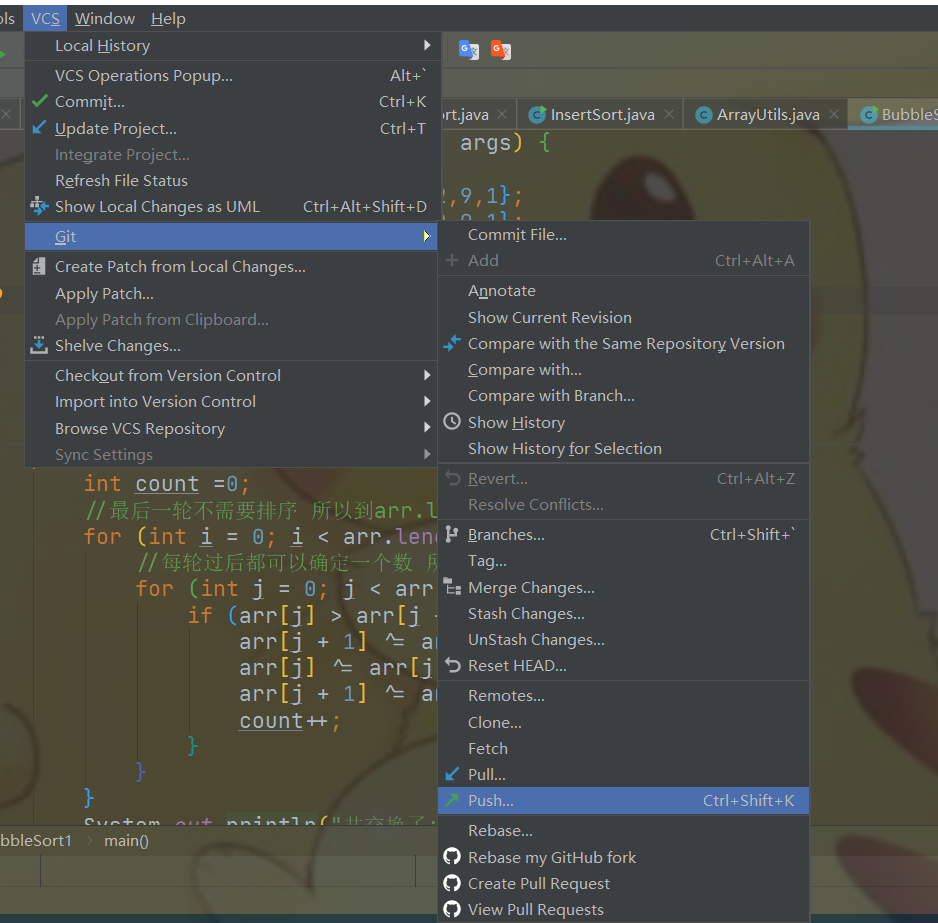 VCS Window Help
Local History
VCS Operations Popup... Alt+`
Commit... Ctrl+K
Update Project... Ctrl+T
Integrate Project...
Refresh File Status
Show Local Changes as UML Ctrl+Alt+Shift+D
Git
Create Patch from Local Changes...
Apply Patch...
Apply Patch from Clipboard...
Shelve Changes...
Checkout from Version Control
Import into Version Control
Browse VCS Repository
Sync Settings
InsertSort.java ArrayUtils.java
args) {
,9,1};
Commit File...
Add Ctrl+Alt+A
Annotate
Show Current Revision
Compare with the Same Repository Version
Compare with...
Compare with Branch...
Show History
Show History for Selection
Revert... Ctrl+Alt+Z
Resolve Conflicts...
Branches... Ctrl+Shift+`
Tag...
Merge Changes...
Stash Changes...
UnStash Changes...
Reset HEAD...
Remotes...
Clone...
Fetch
Pull...
Push... Ctrl+Shift+K
Rebase...
Rebase my GitHub fork
Create Pull Request
View Pull Requests
int count =0;
//最后一轮不需要排序 所以到arr.l
for (int i = 0; i < arr.len
//每轮过后都可以确定一个数
for (int j = 0; j < arr
if (arr[j] > arr[j
arr[j + 1] ^= a
arr[j] ^= arr[j
arr[j + 1] ^= a
count++;
}
}
}
System.out.println(
bbleSort1 main()